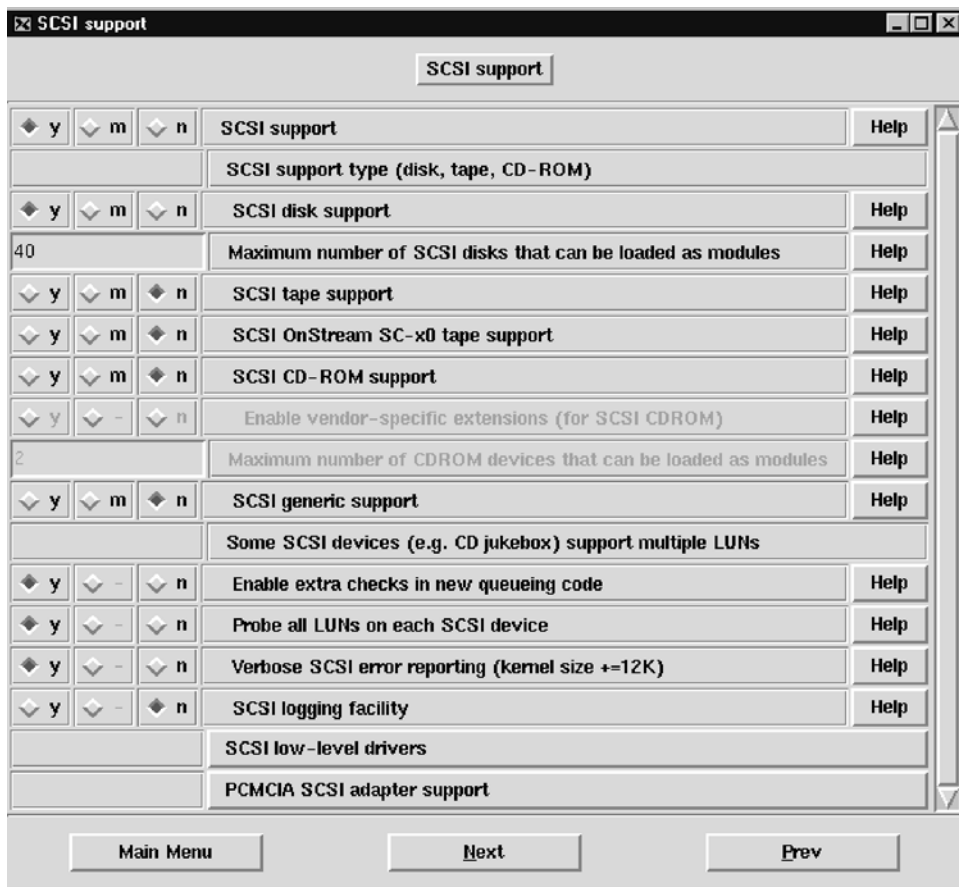 SCSI support
SCSI support
y m n SCSI support Help
SCSI support type (disk, tape, CD-ROM)
y m n SCSI disk support Help
40 Maximum number of SCSI disks that can be loaded as modules Help
y m n SCSI tape support Help
y m n SCSI OnStream SC-x0 tape support Help
y m n SCSI CD-ROM support Help
y - n Enable vendor-specific extensions (for SCSI CDROM) Help
2 Maximum number of CDROM devices that can be loaded as modules Help
y m n SCSI generic support Help
Some SCSI devices (e.g. CD jukebox) support multiple LUNs
y - n Enable extra checks in new queueing code Help
y - n Probe all LUNs on each SCSI device Help
y - n Verbose SCSI error reporting (kernel size +=12K) Help
y - n SCSI logging facility Help
SCSI low-level drivers
PCMCIA SCSI adapter support
Main Menu Next Prev